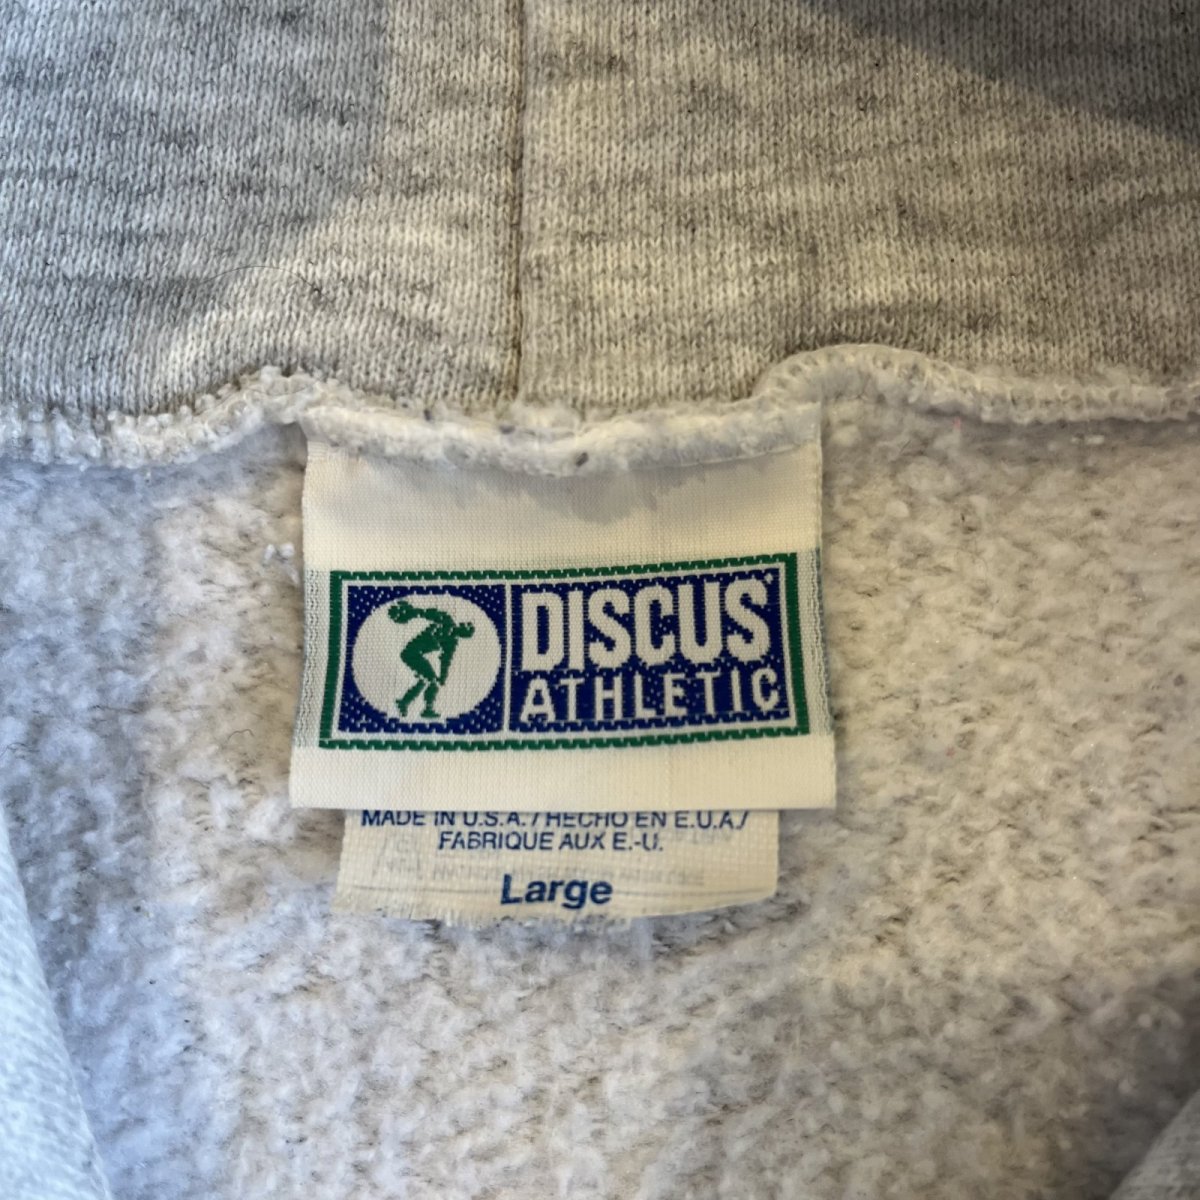 DISCUS
ATHLETIC
MADE IN U.S.A./HECHO EN E.U.A./
FABRIQUE AUX E.-U.
Large